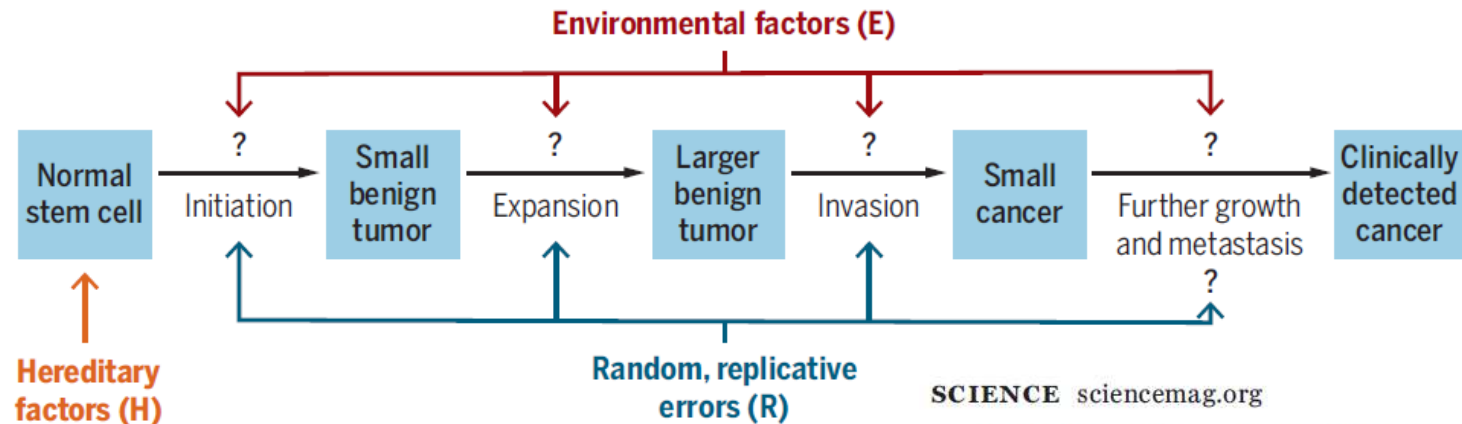 Environmental factors (E)
?
?
?
?
Normal
stem cell
Initiation
Small
benign
tumor
Expansion
Larger
benign
tumor
Invasion
Small
cancer
Further growth
and metastasis
?
Clinically
detected
cancer
Hereditary
factors (H)
Random, replicative
errors (R)
SCIENCE sciencemag.org